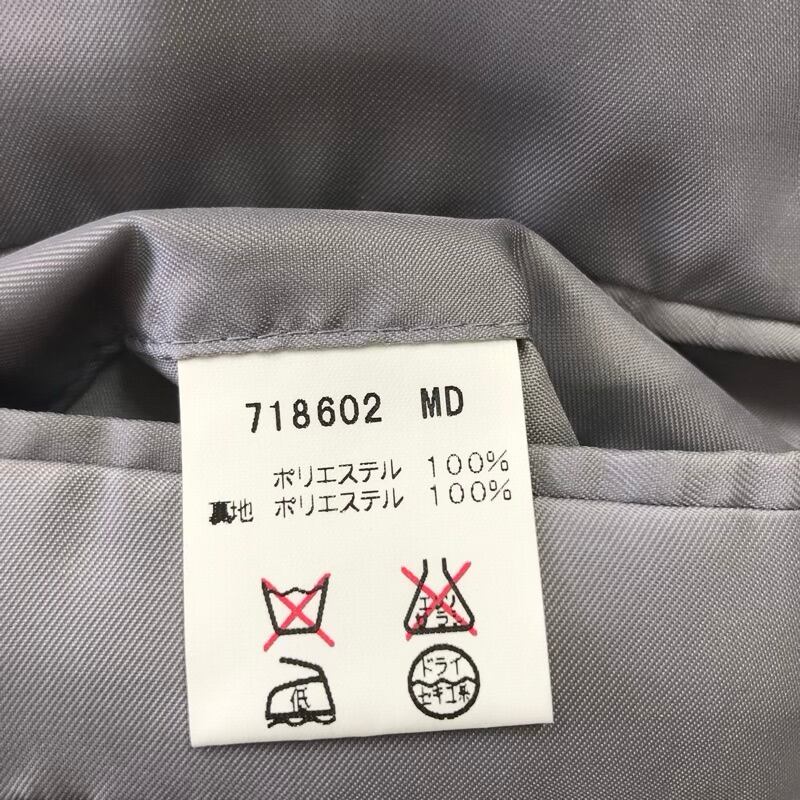 718602 MD
ポリエステル 100%
裏地 ポリエステル 100%
エンソ
サラシ
低
ドライ
セキユ系